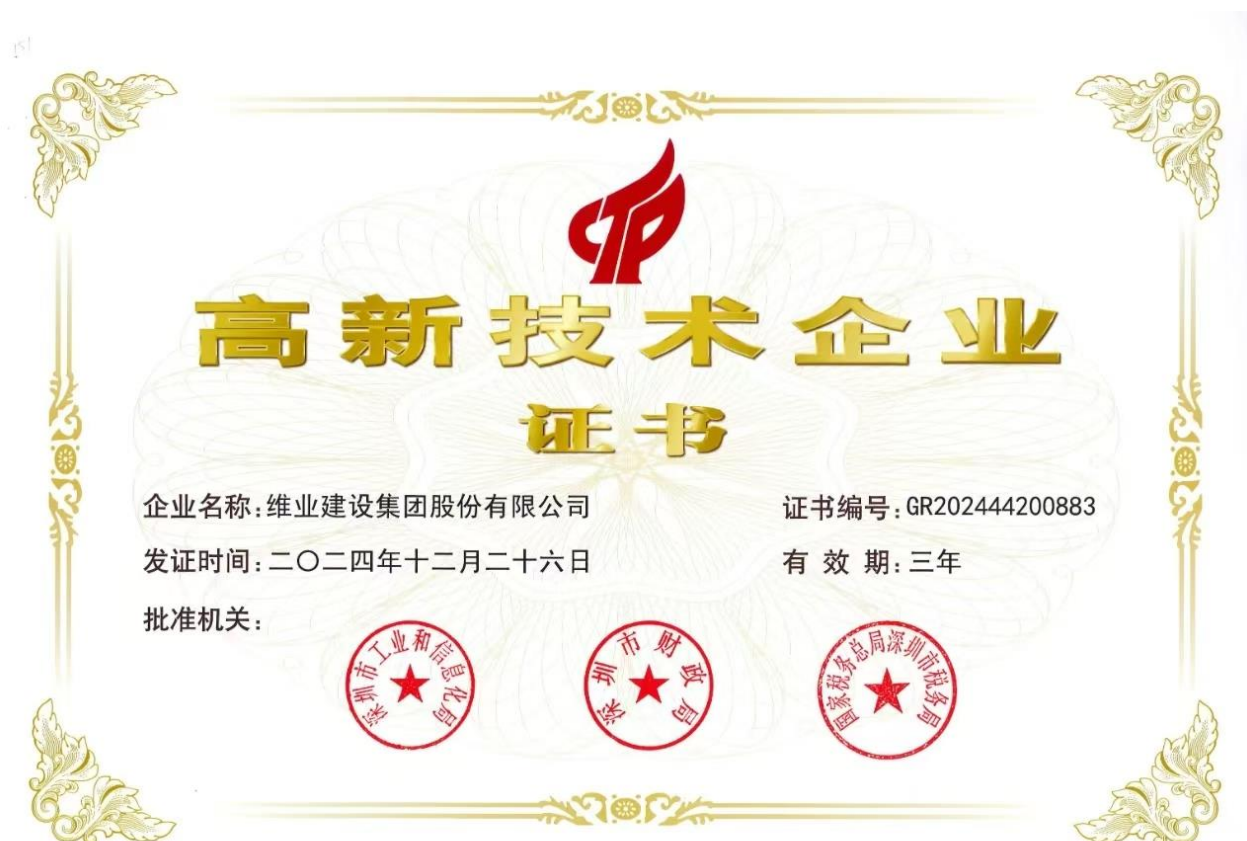 高新技术企业
证书
企业名称:维业建设集团股份有限公司
证书编号:GR202444200883
发证时间:二〇二四年十二月二十六日
有 效 期:三年
批准机关:
深圳市工业和信息化局
深圳市财政局
国家税务总局深圳市税务局